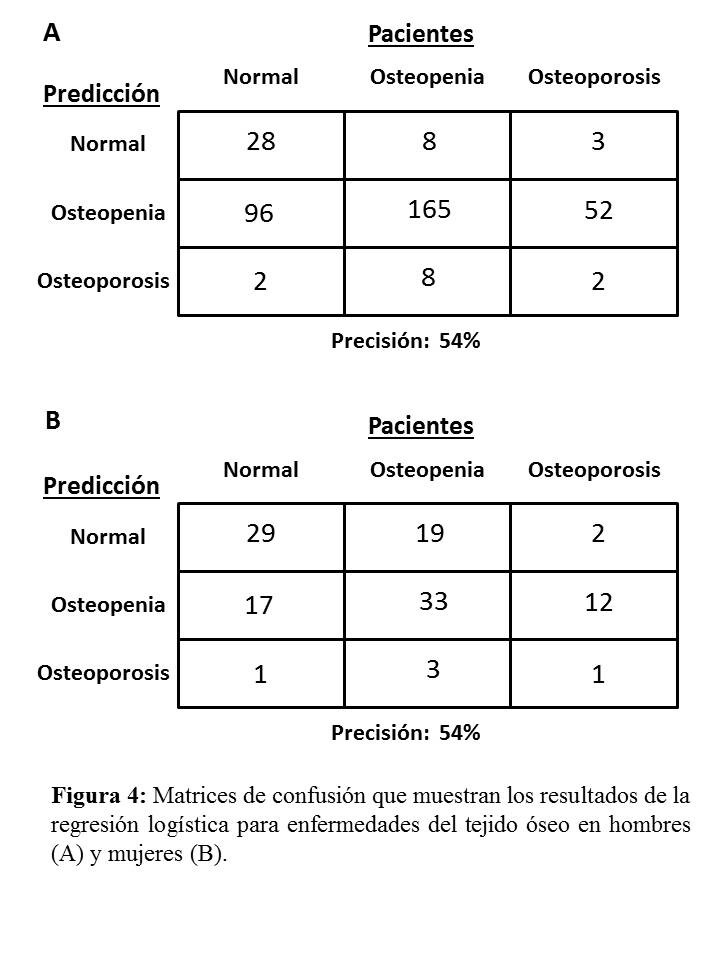 A
Pacientes
Predicción
Normal Osteopenia Osteoporosis
Normal 28 8 3
Osteopenia 96 165 52
Osteoporosis 2 8 2
Precisión: 54%
B
Pacientes
Predicción
Normal Osteopenia Osteoporosis
Normal 29 19 2
Osteopenia 17 33 12
Osteoporosis 1 3 1
Precisión: 54%
Figura 4: Matrices de confusión que muestran los resultados de la
regresión logística para enfermedades del tejido óseo en hombres
(A) y mujeres (B).